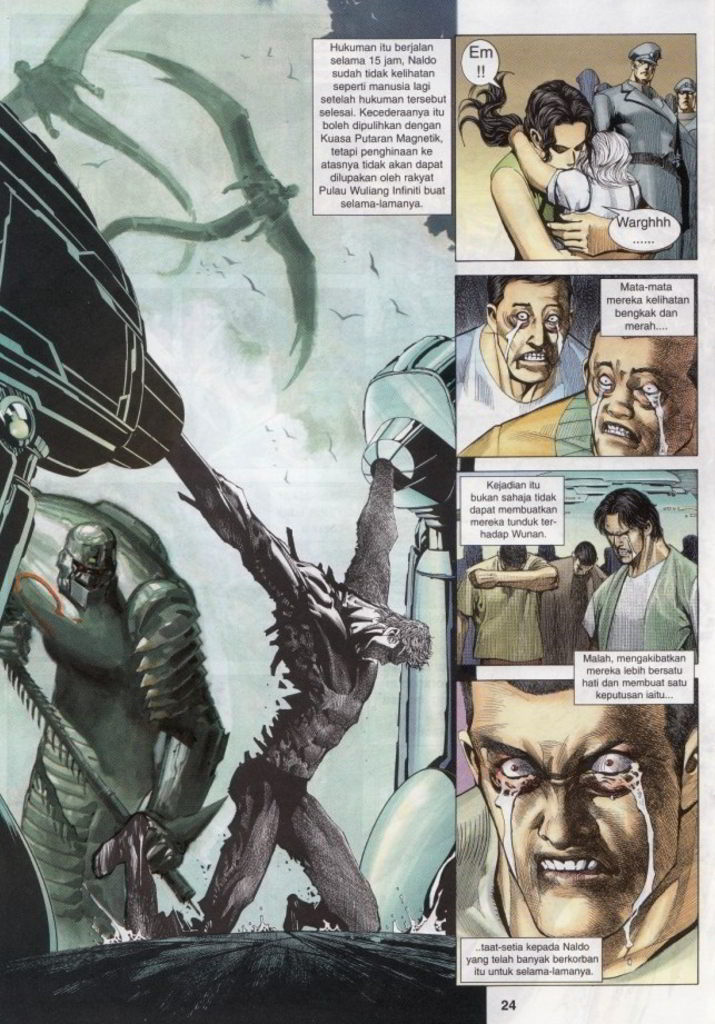 Hukuman itu berjalan
selama 15 jam, Naldo
sudah tidak kelihatan
seperti manusia lagi
setelah hukuman tersebut
selesai. Kecederaanya itu
boleh dipulihkan dengan
Kuasa Putaran Magnetik,
tetapi penghinaan ke
atasnya tidak akan dapat
dilupakan oleh rakyat
Pulau Wuliang Infiniti buat
selama-lamanya.
Em
!!
Warghhh
......
Mata-mata
mereka kelihatan
bengkak dan
merah....
Kejadian itu
bukan sahaja tidak
dapat membuatkan
mereka tunduk ter-
hadap Wunan.
Malah, mengakibatkan
mereka lebih bersatu
hati dan membuat satu
keputusan iaitu...
..taat-setia kepada Naldo
yang telah banyak berkorban
itu untuk selama-lamanya.
24